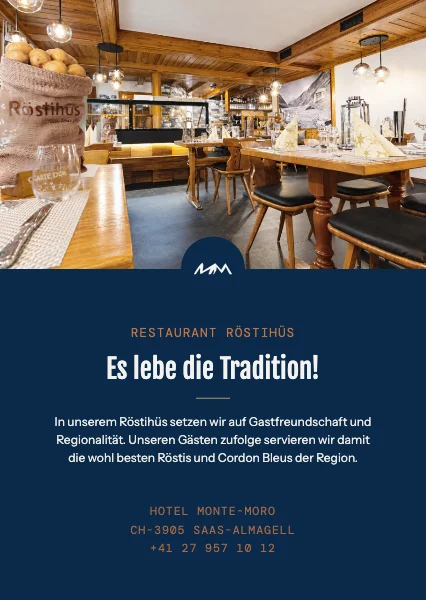 Röstihüs
RESTAURANT RÖSTIHÜS
Es lebe die Tradition!
In unserem Röstihüs setzen wir auf Gastfreundschaft und
Regionalität. Unseren Gästen zufolge servieren wir damit
die wohl besten Röstis und Cordon Bleus der Region.
HOTEL MONTE-MORO
CH-3905 SAAS-ALMAGELL
+41 27 957 10 12